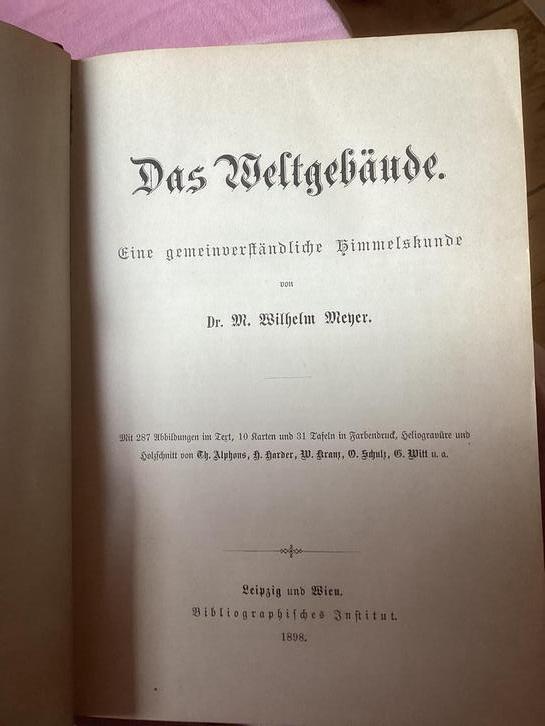 Das Weltgebäude.
Eine gemeinverständliche Himmelskunde
von
Dr. M. Wilhelm Meyer.
Mit 287 Abbildungen im Text, 10 Karten und 31 Tafeln in Farbendruck, Heliogravüre und
Holzschnitt von Th. Alphons, H. Harder, W. Kranz, O. Schulz, G. Witt u. a.
Leipzig und Wien.
Bibliographisches Institut.
1898.